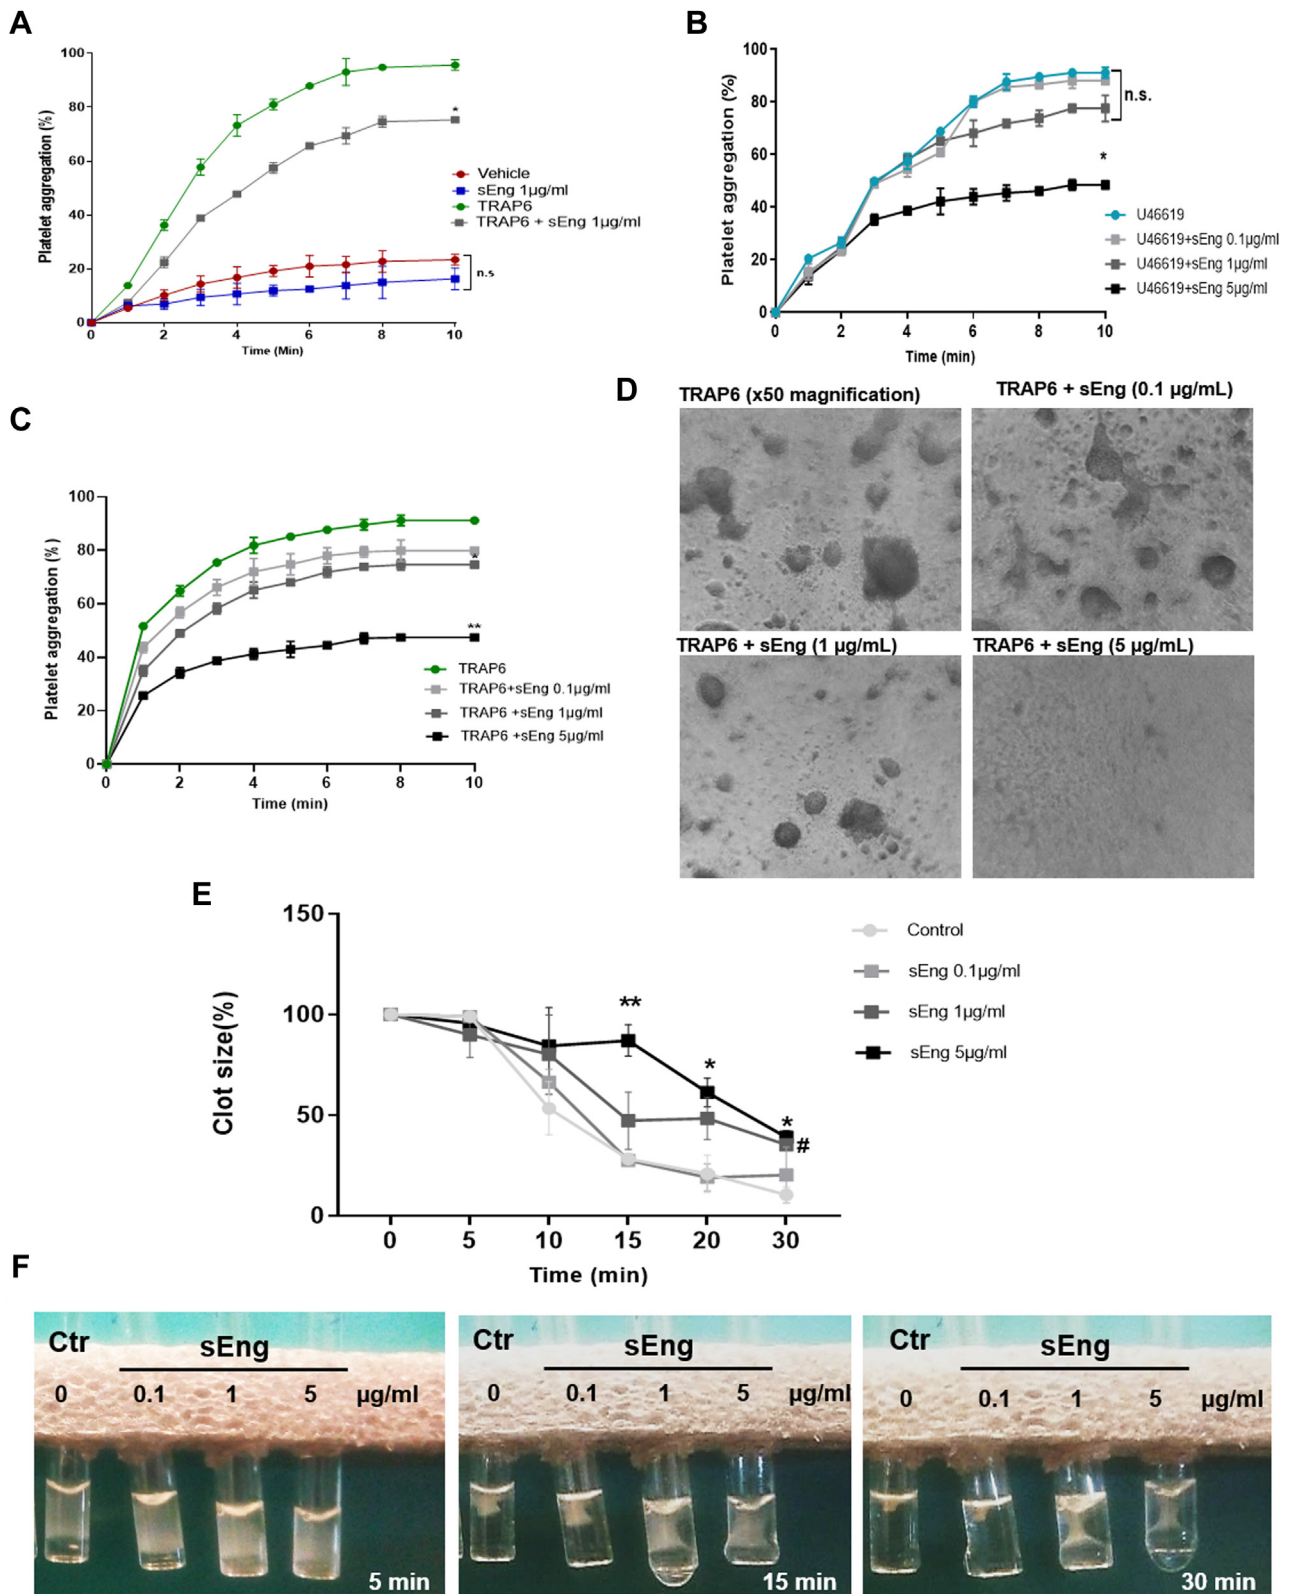 A
100
80
60
40
20
0
Platelet aggregation (%)
0 2 4 6 8 10
Time (Min)
*
n.s
Vehicle
sEng 1µg/ml
TRAP6
TRAP6 + sEng 1µg/ml
B
100
80
60
40
20
0
Platelet aggregation (%)
0 2 4 6 8 10
Time (min)
n.s.
*
U46619
U46619+sEng 0.1µg/ml
U46619+sEng 1µg/ml
U46619+sEng 5µg/ml
C
100
80
60
40
20
0
Platelet aggregation (%)
0 2 4 6 8 10
Time (min)
*
**
TRAP6
TRAP6+sEng 0.1µg/ml
TRAP6 +sEng 1µg/ml
TRAP6 +sEng 5µg/ml
D
TRAP6 (x50 magnification)
TRAP6 + sEng (0.1 µg/mL)
TRAP6 + sEng (1 µg/mL)
TRAP6 + sEng (5 µg/mL)
E
150
100
50
0
Clot size(%)
0 5 10 15 20 30
Time (min)
**
*
*
#
Control
sEng 0.1µg/ml
sEng 1µg/ml
sEng 5µg/ml
F
Ctr sEng
0 0.1 1 5 µg/ml
5 min
Ctr sEng
0 0.1 1 5 µg/ml
15 min
Ctr sEng
0 0.1 1 5 µg/ml
30 min